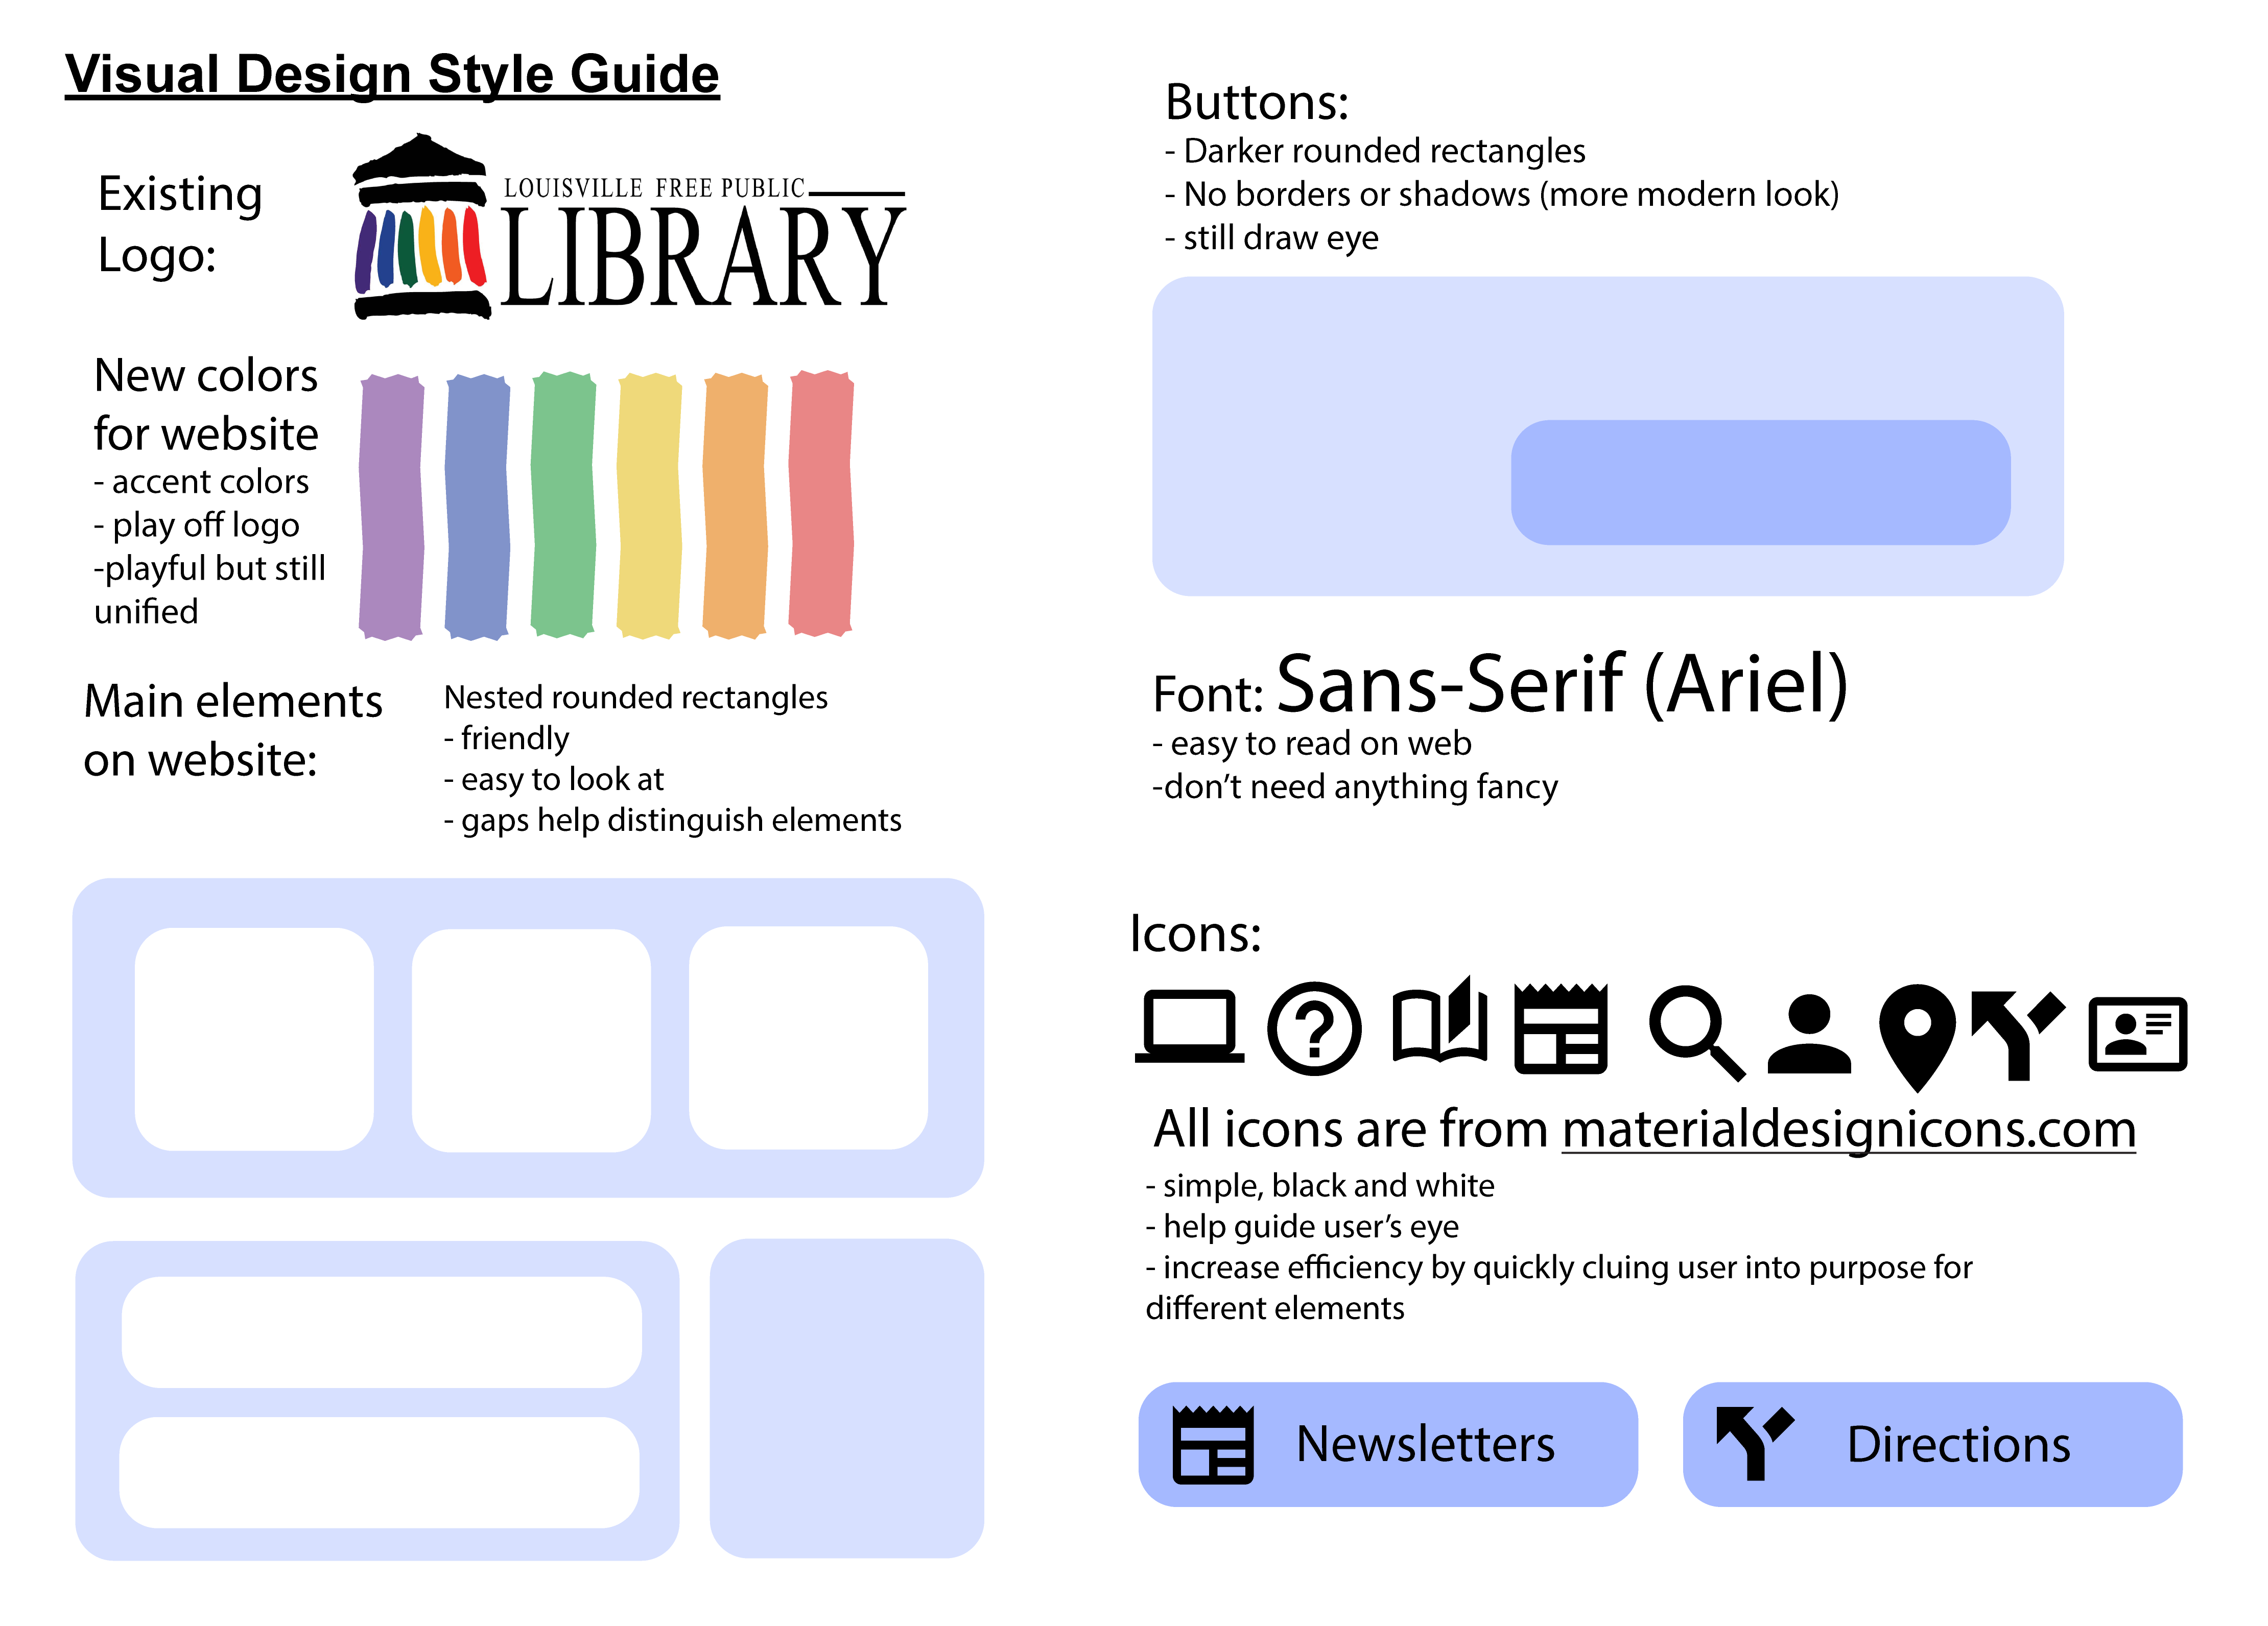 Visual Design Style Guide
Existing
Logo:
LOUISVILLE FREE PUBLIC
LIBRARY
New colors
for website
- accent colors
- play off logo
-playful but still
unified
Main elements
on website:
Nested rounded rectangles
- friendly
- easy to look at
- gaps help distinguish elements
Buttons:
- Darker rounded rectangles
- No borders or shadows (more modern look)
- still draw eye
Font: Sans-Serif (Ariel)
- easy to read on web
-don’t need anything fancy
Icons:
All icons are from materialdesignicons.com
- simple, black and white
- help guide user’s eye
- increase efficiency by quickly cluing user into purpose for
different elements
Newsletters
Directions